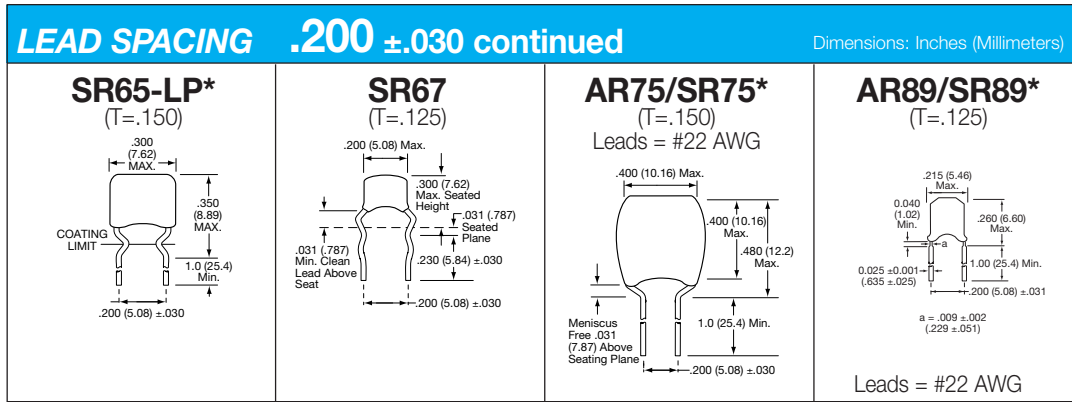 LEAD SPACING .200 ±.030 continued
Dimensions: Inches (Millimeters)
SR65-LP*
(T=.150)
.300
(7.62)
MAX.
.350
(8.89)
MAX.
COATING
LIMIT
1.0 (25.4)
Min.
.200 (5.08) ±.030
SR67
(T=.125)
.200 (5.08) Max.
.300 (7.62)
Max. Seated
Height
.031 (.787)
Seated
Plane
.031 (.787)
Min. Clean
Lead Above
Seat
.230 (5.84) ±.030
.200 (5.08) ±.030
AR75/SR75*
(T=.150)
Leads = #22 AWG
.400 (10.16) Max.
.400 (10.16)
Max.
.480 (12.2)
Max.
Meniscus
Free .031
(7.87) Above
Seating Plane
1.0 (25.4) Min.
.200 (5.08) ±.030
AR89/SR89*
(T=.125)
.215 (5.46)
Max.
0.040
(1.02)
Min.
.260 (6.60)
Max.
a
0.025 ±0.001
(.635 ±.025)
1.00 (25.4)
Min.
.200 (5.08) ±.031
a = .009 ±.002
(.229 ±.051)
Leads = #22 AWG